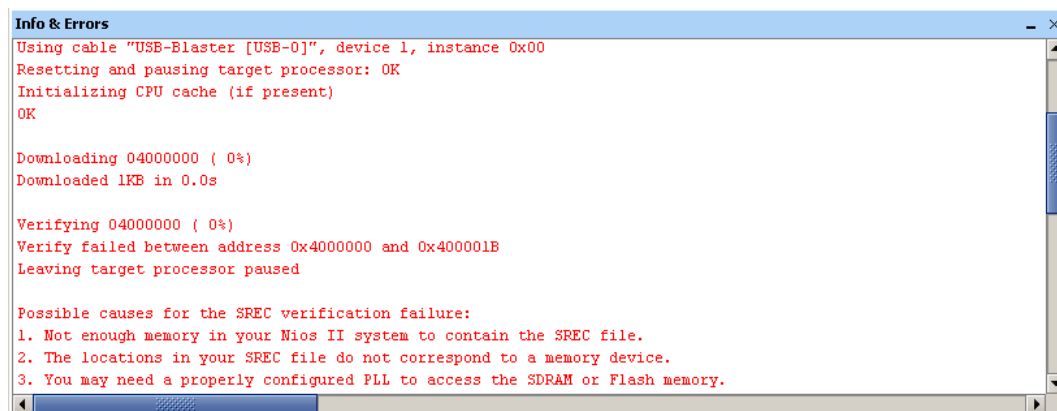 Info & Errors
Using cable "USB-Blaster [USB-0]", device 1, instance 0x00
Resetting and pausing target processor: OK
Initializing CPU cache (if present)
OK
Downloading 04000000 ( 0%)
Downloaded 1KB in 0.0s
Verifying 04000000 ( 0%)
Verify failed between address 0x4000000 and 0x400001B
Leaving target processor paused
Possible causes for the SREC verification failure:
1. Not enough memory in your Nios II system to contain the SREC file.
2. The locations in your SREC file do not correspond to a memory device.
3. You may need a properly configured PLL to access the SDRAM or Flash memory.